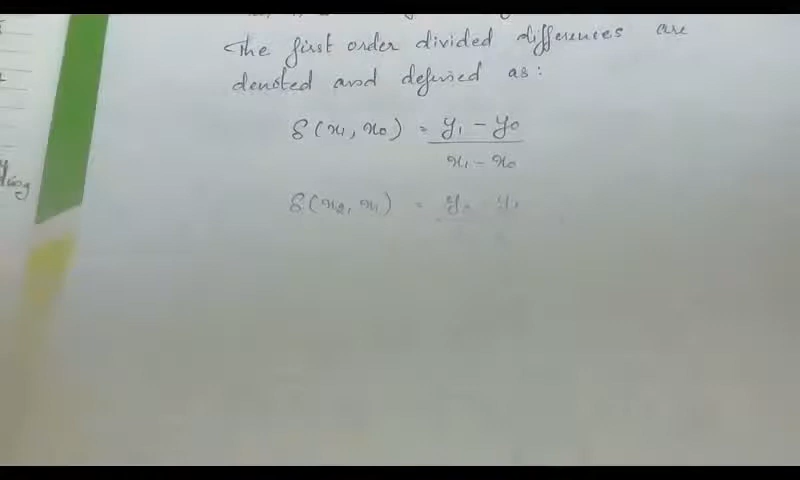 The first order divided differences are
denoted and defined as:
δ(x₁, x₀) = y₁ - y₀
x₁ - x₀
δ(x₂, x₁) = y₂ y₁